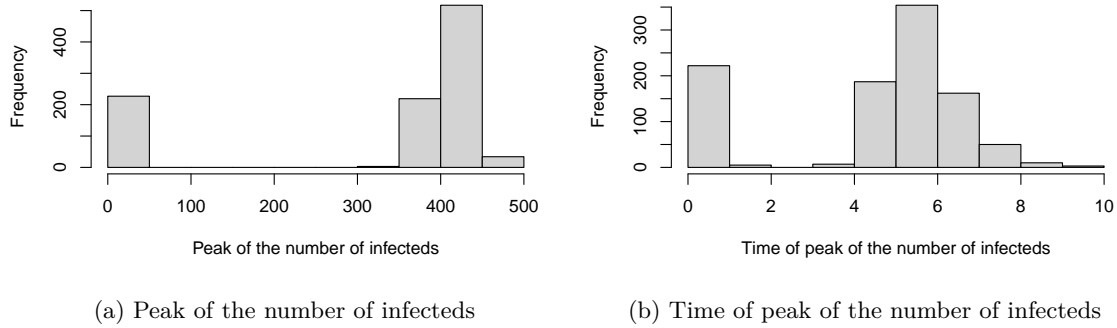 Frequency
0 200 400
0 100 200 300 400 500
Peak of the number of infecteds
(a) Peak of the number of infecteds
Frequency
0 100 200 300
0 2 4 6 8 10
Time of peak of the number of infecteds
(b) Time of peak of the number of infecteds